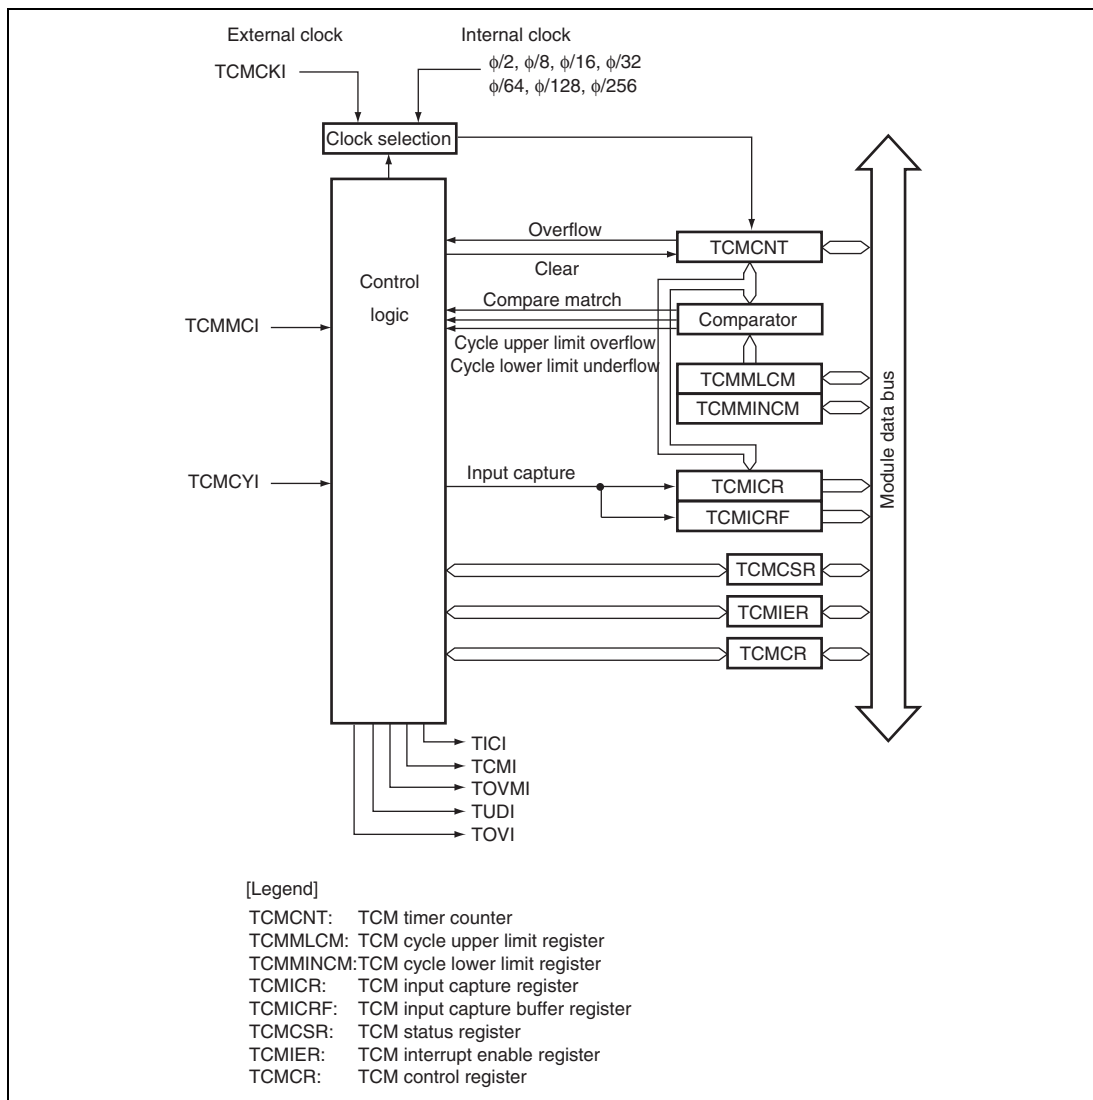 External clock
Internal clock
TCMCKI
ϕ/2, ϕ/8, ϕ/16, ϕ/32
ϕ/64, ϕ/128, ϕ/256
Clock selection
Overflow
TCMCNT
Clear
Control
logic
Compare matrch
Comparator
TCMMCI
Cycle upper limit overflow
Cycle lower limit underflow
TCMMLCM
TCMMINCM
Module data bus
TCMCYI
Input capture
TCMICR
TCMICRF
TCMCSR
TCMIER
TCMCR
TICI
TCMI
TOVMI
TUDI
TOVI
[Legend]
TCMCNT: TCM timer counter
TCMMLCM: TCM cycle upper limit register
TCMMINCM:TCM cycle lower limit register
TCMICR: TCM input capture register
TCMICRF: TCM input capture buffer register
TCMCSR: TCM status register
TCMIER: TCM interrupt enable register
TCMCR: TCM control register